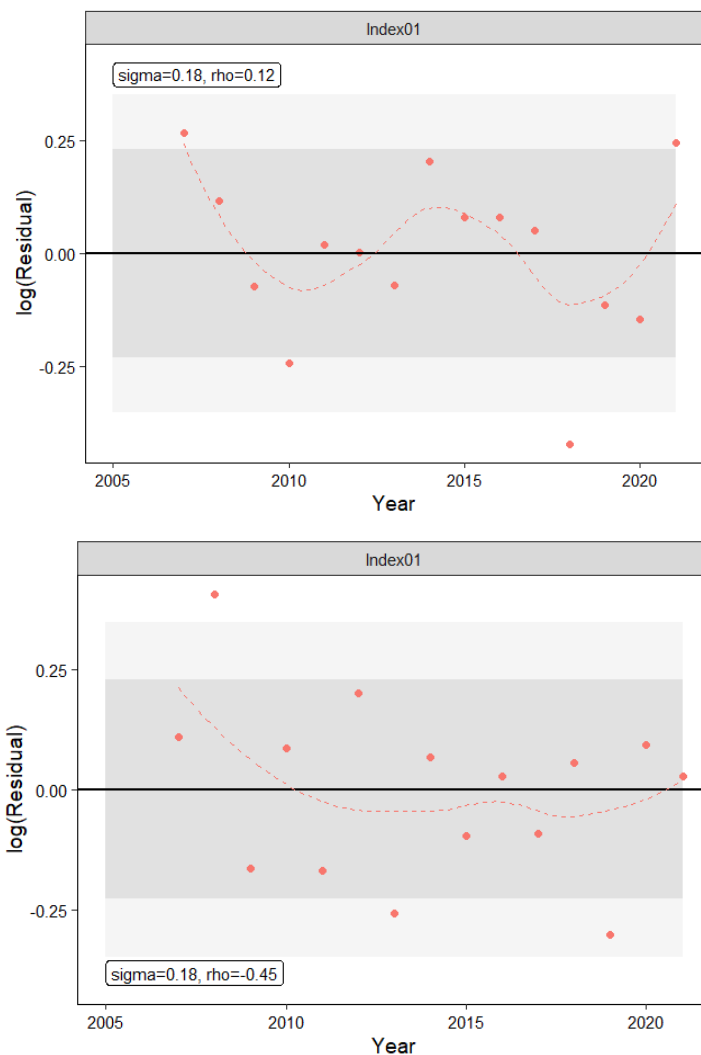 Index01
sigma=0.18, rho=0.12
0.25
0.00
-0.25
log(Residual)
2005 2010 2015 2020
Year
Index01
0.25
0.00
-0.25
log(Residual)
sigma=0.18, rho=-0.45
2005 2010 2015 2020
Year